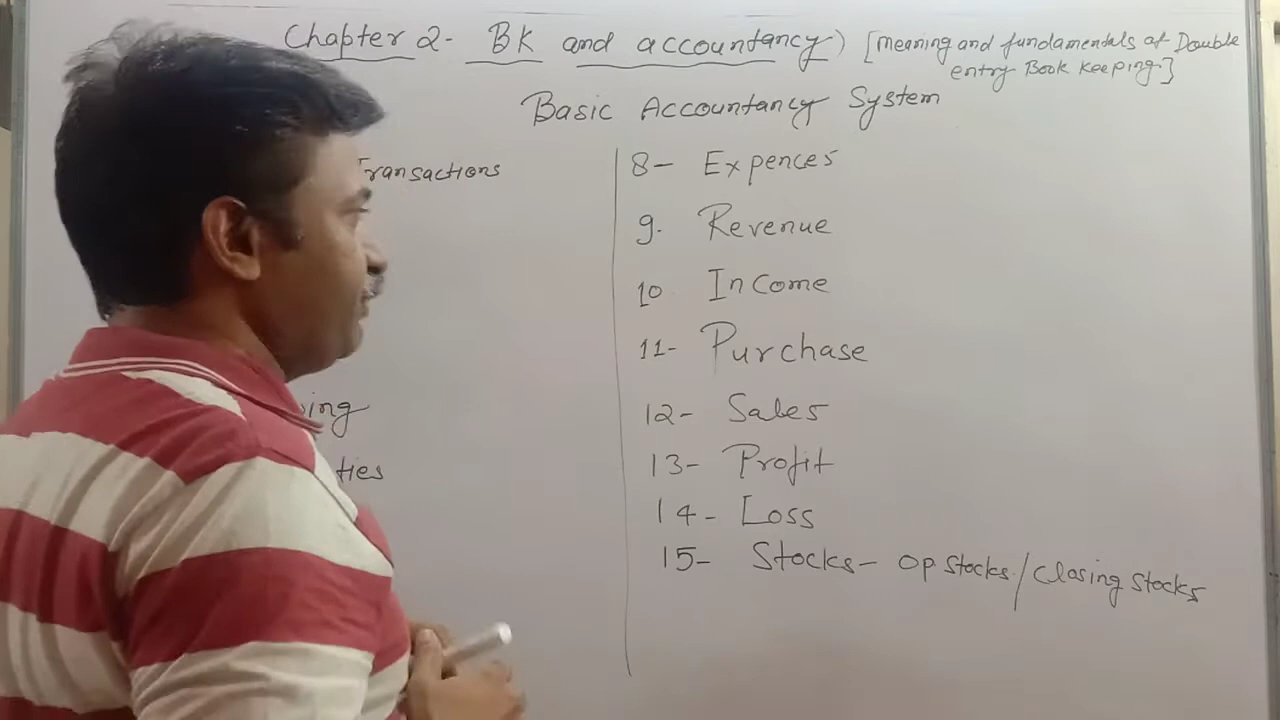 Chapter 2- BK and accountancy) [Meaning and fundamentals of Double
entry Book Keeping.]
Basic Accountancy System
Transactions
8- Expences
9. Revenue
10 Income
11- Purchase
12- Sales
13- Profit
14- Loss
15- Stocks- op stocks/closing stocks